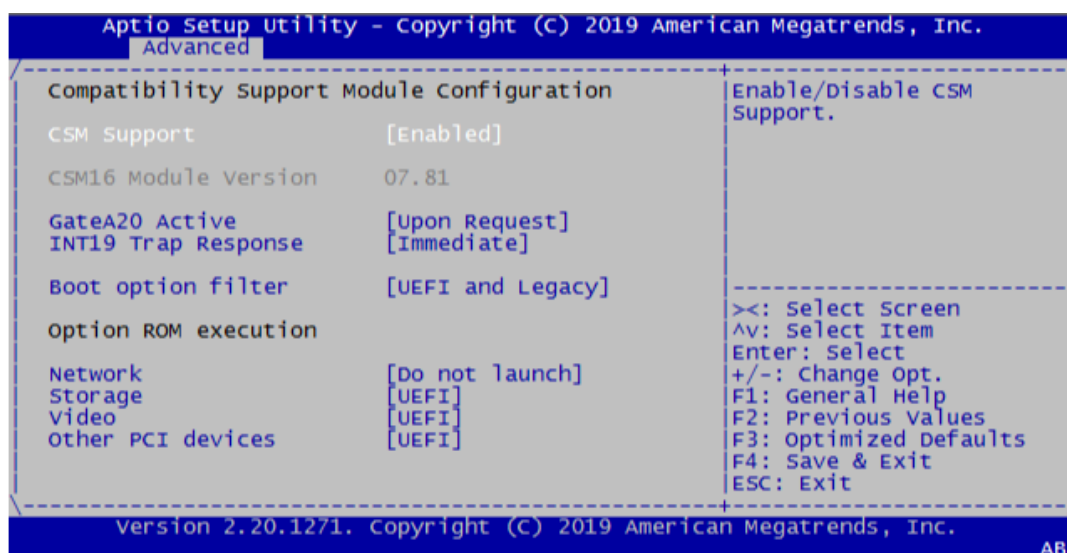 Aptio Setup Utility - Copyright (C) 2019 American Megatrends, Inc.
Advanced
Compatibility Support Module Configuration
CSM Support [Enabled]
CSM16 Module Version 07.81
GateA20 Active [Upon Request]
INT19 Trap Response [Immediate]
Boot option filter [UEFI and Legacy]
Option ROM execution
Network [Do not launch]
Storage [UEFI]
Video [UEFI]
Other PCI devices [UEFI]
Enable/Disable CSM
Support.
><: Select Screen
^v: Select Item
Enter: Select
+/-: Change Opt.
F1: General Help
F2: Previous Values
F3: Optimized Defaults
F4: Save & Exit
ESC: Exit
Version 2.20.1271. Copyright (C) 2019 American Megatrends, Inc.
AB